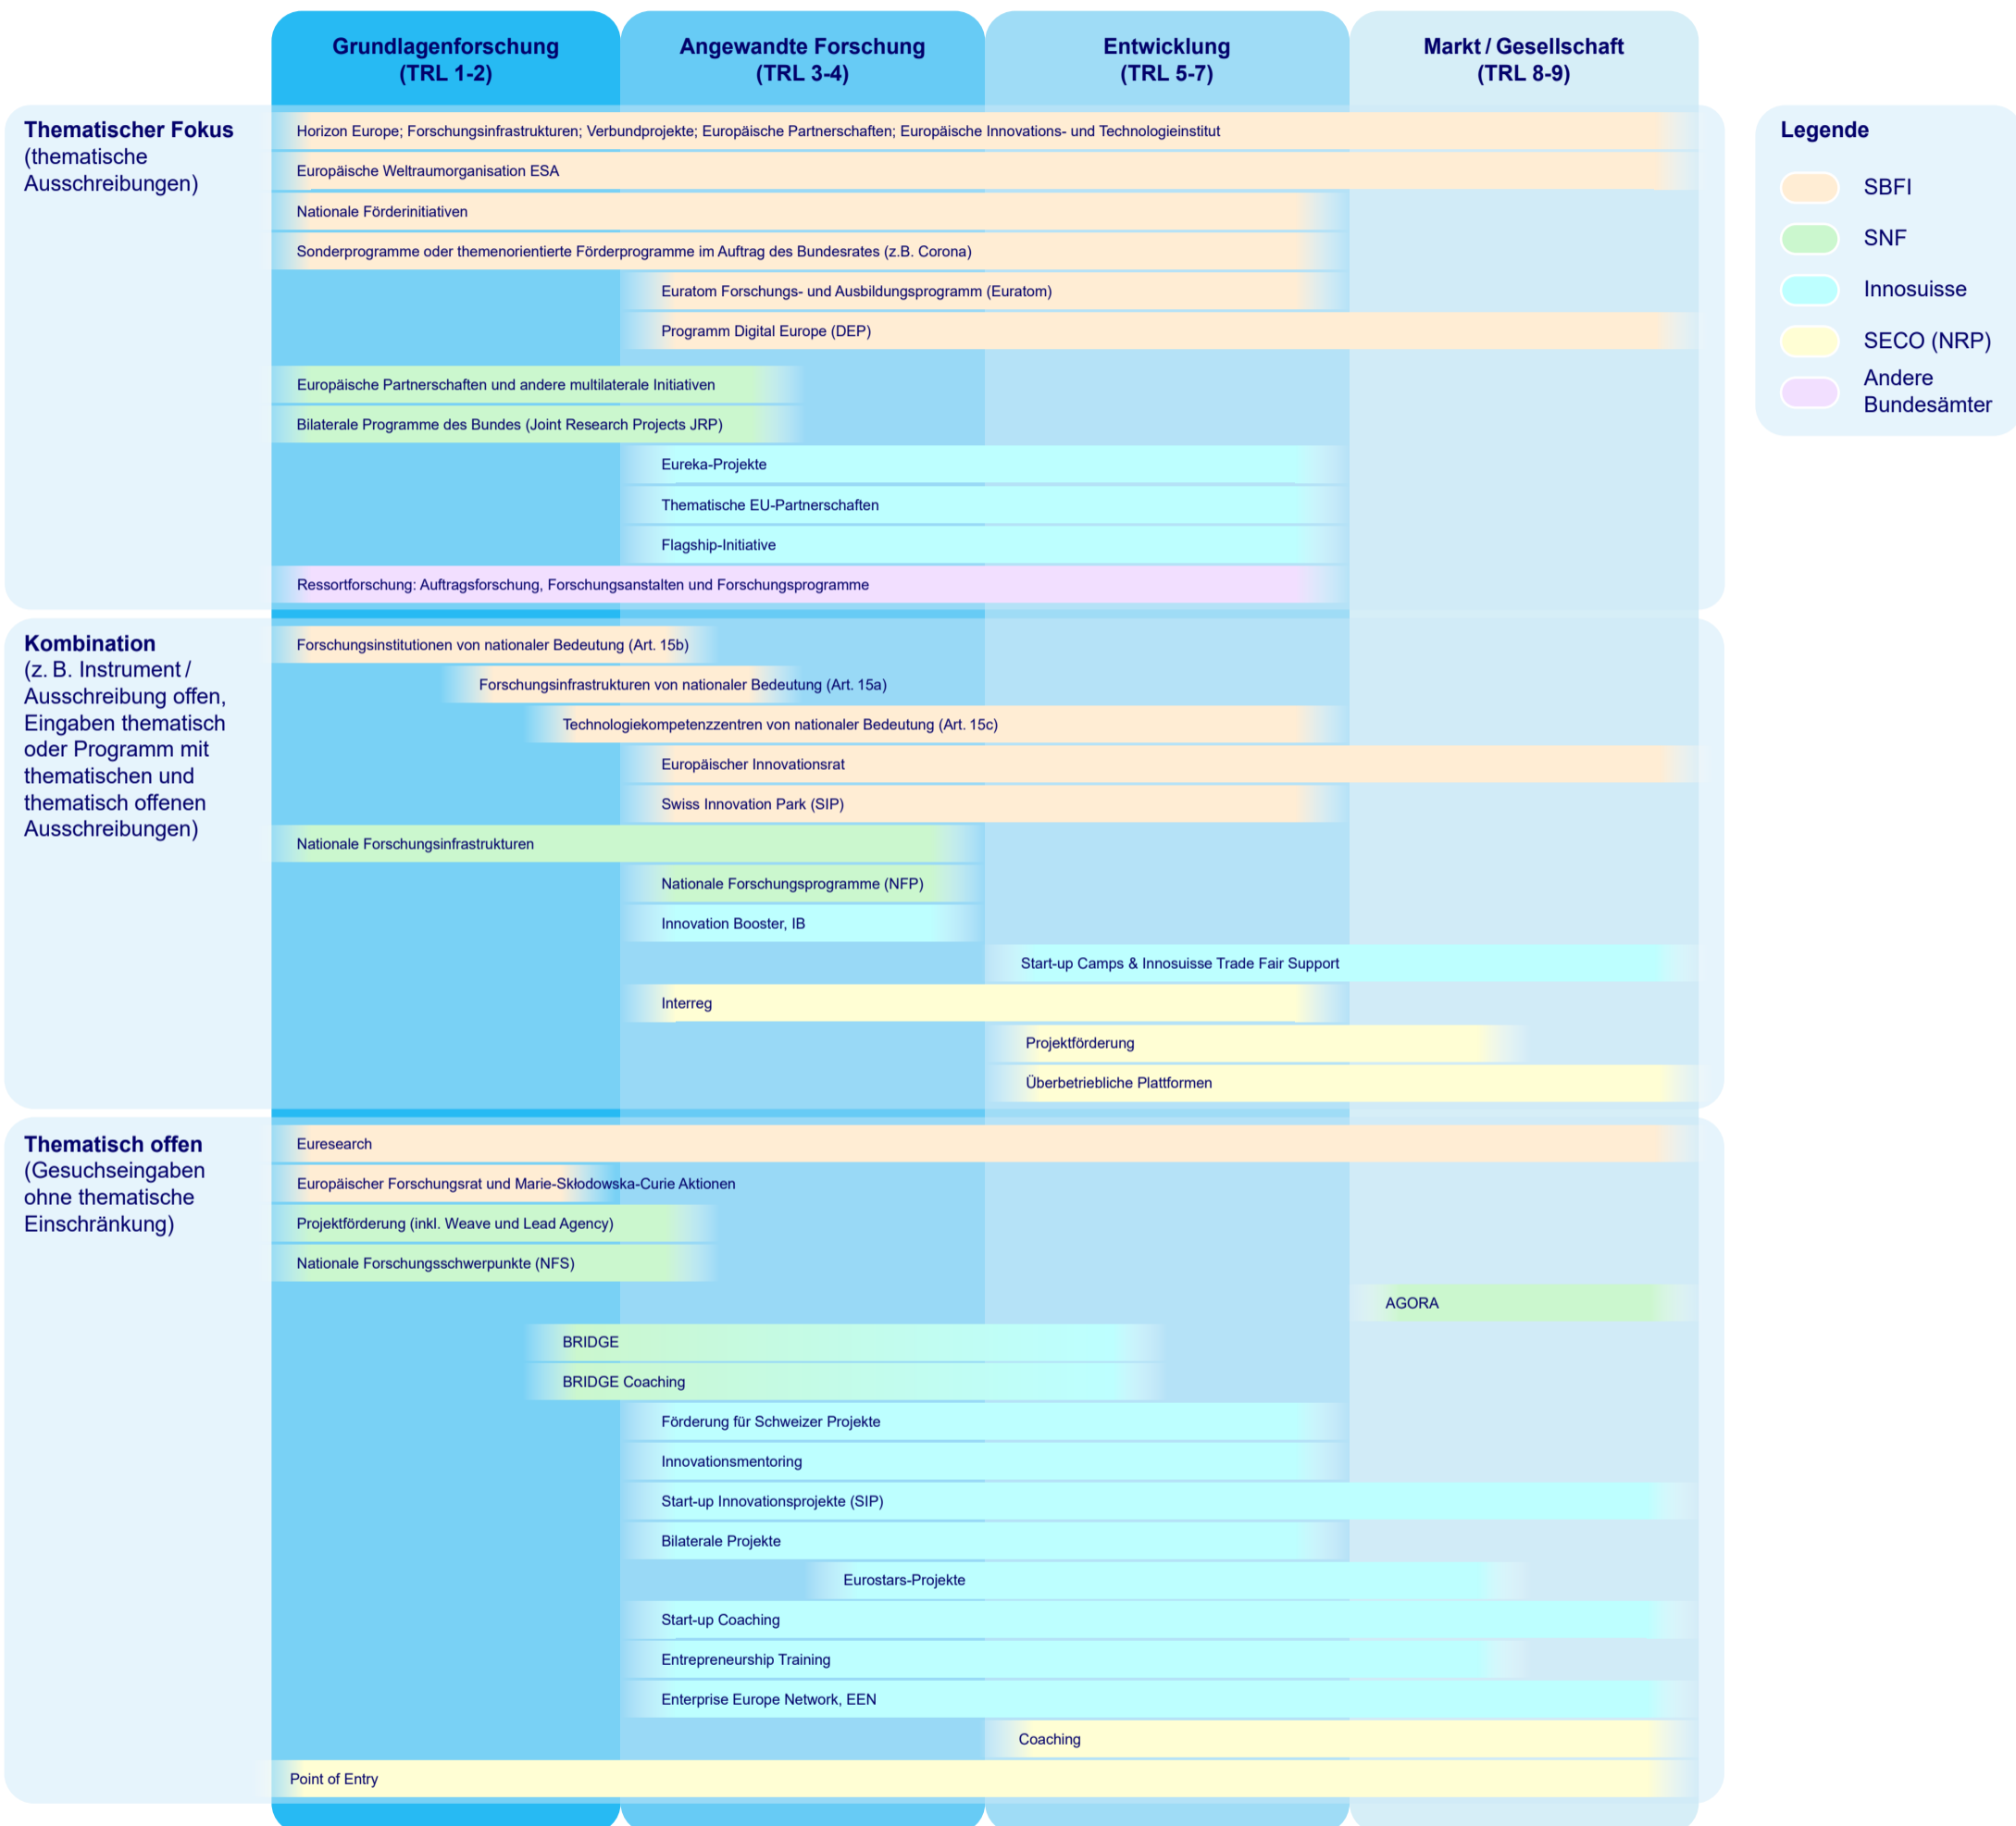 Grundlagenforschung
(TRL 1-2)
Angewandte Forschung
(TRL 3-4)
Entwicklung
(TRL 5-7)
Markt / Gesellschaft
(TRL 8-9)
Thematischer Fokus
(thematische
Ausschreibungen)
Horizon Europe; Forschungsinfrastrukturen; Verbundprojekte; Europäische Partnerschaften; Europäische Innovations- und Technologieinstitut
Europäische Weltraumorganisation ESA
Nationale Förderinitiativen
Sonderprogramme oder themenorientierte Förderprogramme im Auftrag des Bundesrates (z.B. Corona)
Euratom Forschungs- und Ausbildungsprogramm (Euratom)
Programm Digital Europe (DEP)
Europäische Partnerschaften und andere multilaterale Initiativen
Bilaterale Programme des Bundes (Joint Research Projects JRP)
Eureka-Projekte
Thematische EU-Partnerschaften
Flagship-Initiative
Ressortforschung: Auftragsforschung, Forschungsanstalten und Forschungsprogramme
Legende
SBFI
SNF
Innosuisse
SECO (NRP)
Andere
Bundesämter
Kombination
(z. B. Instrument /
Ausschreibung offen,
Eingaben thematisch
oder Programm mit
thematischen und
thematisch offenen
Ausschreibungen)
Forschungsinstitutionen von nationaler Bedeutung (Art. 15b)
Forschungsinfrastrukturen von nationaler Bedeutung (Art. 15a)
Technologiekompetenzzentren von nationaler Bedeutung (Art. 15c)
Europäischer Innovationsrat
Swiss Innovation Park (SIP)
Nationale Forschungsinfrastrukturen
Nationale Forschungsprogramme (NFP)
Innovation Booster, IB
Start-up Camps & Innosuisse Trade Fair Support
Interreg
Projektförderung
Überbetriebliche Plattformen
Thematisch offen
(Gesuchseingaben
ohne thematische
Einschränkung)
Euresearch
Europäischer Forschungsrat und Marie-Skłodowska-Curie Aktionen
Projektförderung (inkl. Weave und Lead Agency)
Nationale Forschungsschwerpunkte (NFS)
AGORA
BRIDGE
BRIDGE Coaching
Förderung für Schweizer Projekte
Innovationsmentoring
Start-up Innovationsprojekte (SIP)
Bilaterale Projekte
Eurostars-Projekte
Start-up Coaching
Entrepreneurship Training
Enterprise Europe Network, EEN
Coaching
Point of Entry